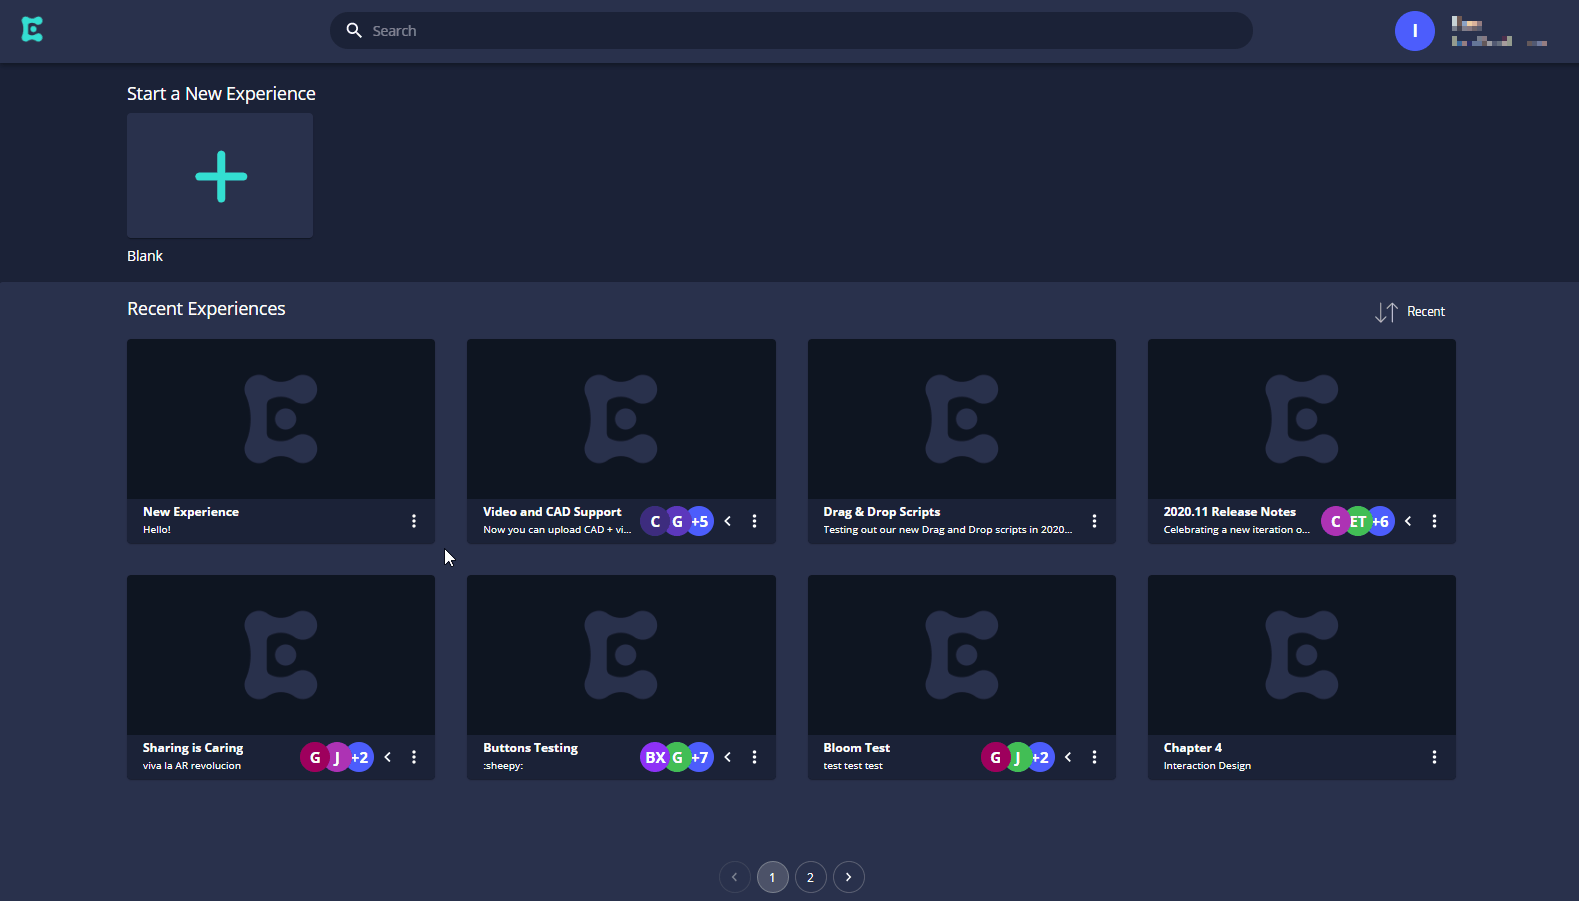 Search
I
Start a New Experience
Blank
Recent Experiences
Recent
New Experience
Hello!
Video and CAD Support
Now you can upload CAD + vi...
C G +5
Drag & Drop Scripts
Testing out our new Drag and Drop scripts in 2020...
2020.11 Release Notes
Celebrating a new iteration o...
C ET +6
Sharing is Caring
viva la AR revolucion
G J +2
Buttons Testing
:sheepy:
BX G +7
Bloom Test
test test test
G J +2
Chapter 4
Interaction Design
1 2